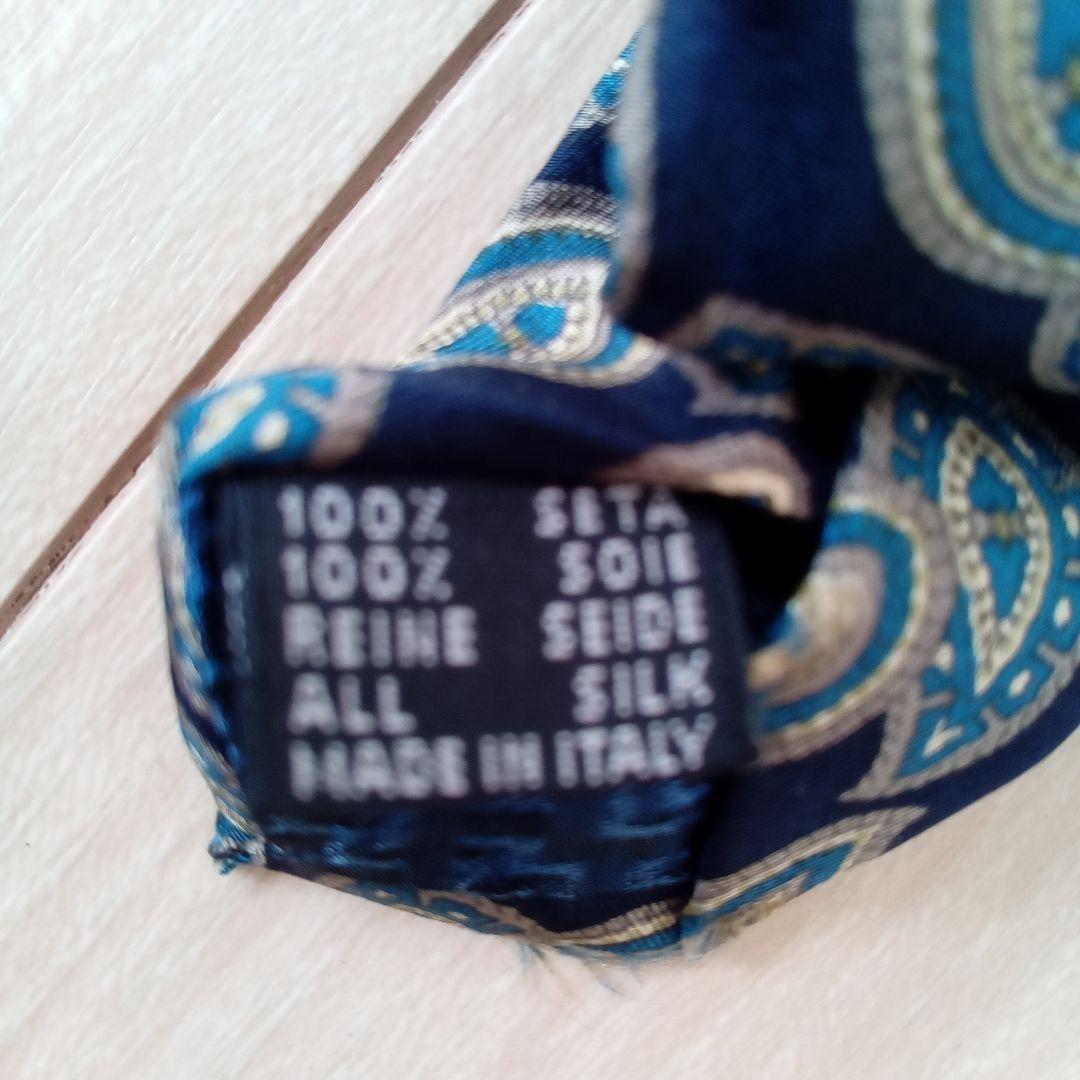 100% SETA
100% SOIE
REINE SEIDE
ALL SILK
MADE IN ITALY